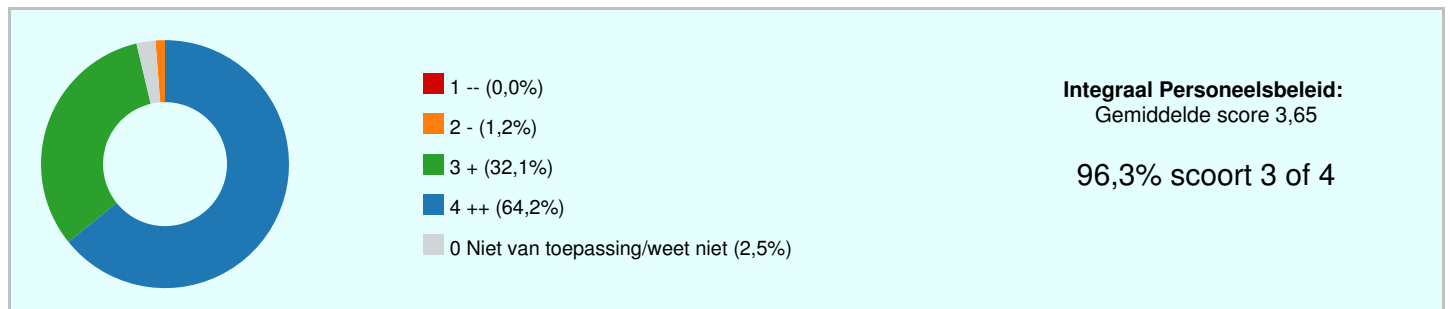 1 -- (0,0%)
2 - (1,2%)
3 + (32,1%)
4 ++ (64,2%)
0 Niet van toepassing/weet niet (2,5%)
Integraal Personeelsbeleid:
Gemiddelde score 3,65
96,3% scoort 3 of 4